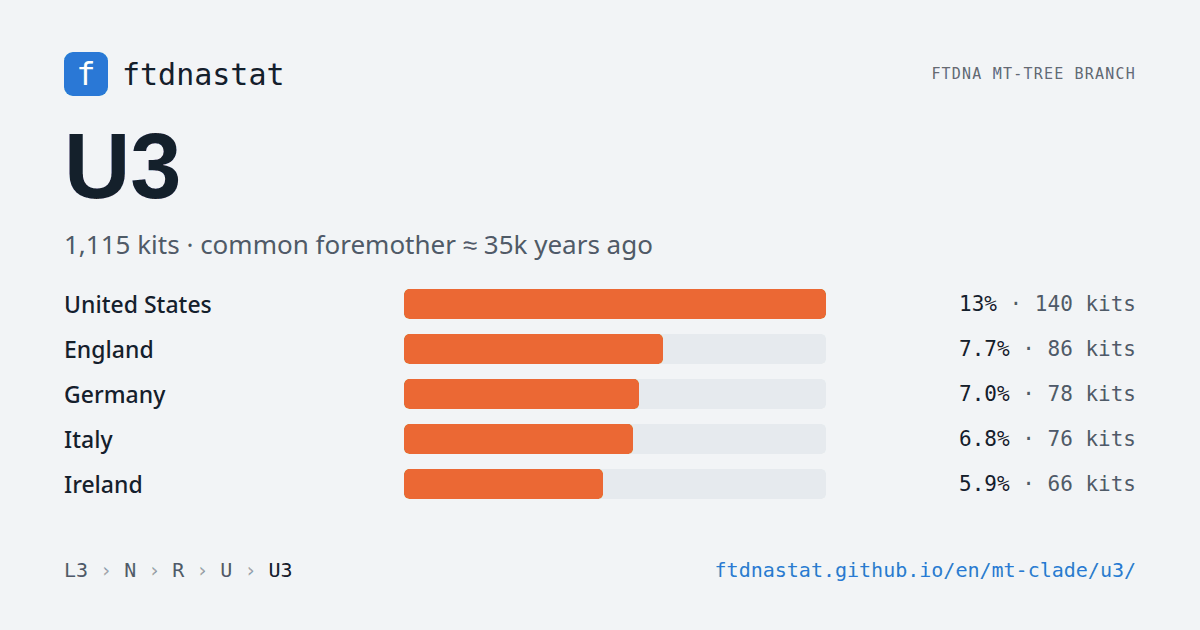 f ftdnastat
FTDNA MT-TREE BRANCH
U3
1,115 kits · common foremother ≈ 35k years ago
United States 13% · 140 kits
England 7.7% · 86 kits
Germany 7.0% · 78 kits
Italy 6.8% · 76 kits
Ireland 5.9% · 66 kits
L3 › N › R › U › U3
ftdnastat.github.io/en/mt-clade/u3/